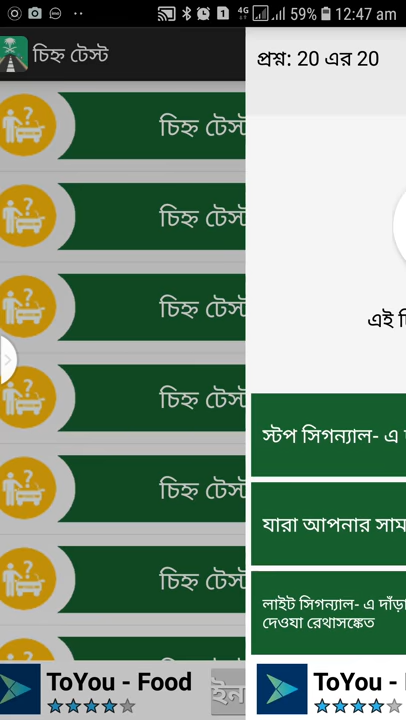 59% 12:47 am
চিহ্ন টেস্ট
চিহ্ন টেস্ট
চিহ্ন টেস্ট
চিহ্ন টেস্ট
চিহ্ন টেস্ট
চিহ্ন টেস্ট
চিহ্ন টেস্ট
প্রশ্ন: 20 এর 20
এই
স্টপ সিগন্যাল- এ
যারা আপনার সাম
লাইট সিগন্যাল- এ দাঁড়া
দেওযা রেথাসঙ্কেত
ToYou - Food
ToYou -